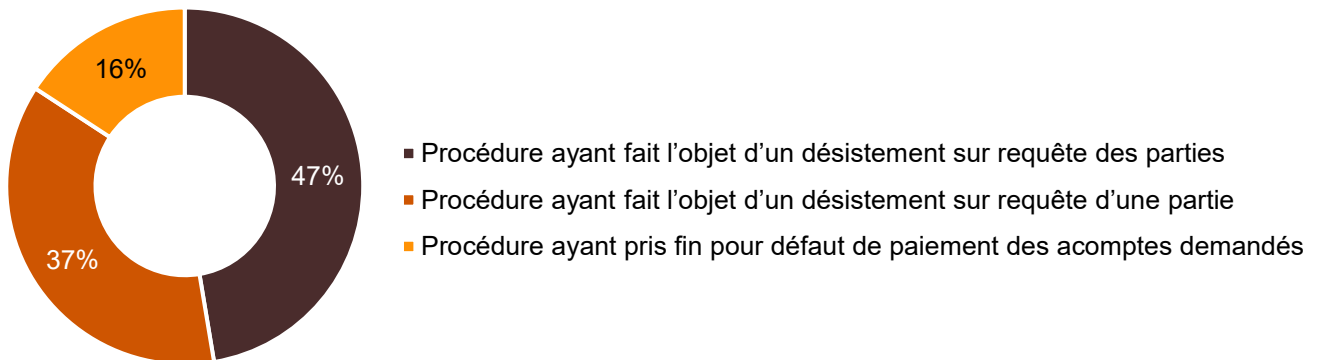 16%
47%
37%
Procédure ayant fait l’objet d’un désistement sur requête des parties
Procédure ayant fait l’objet d’un désistement sur requête d’une partie
Procédure ayant pris fin pour défaut de paiement des acomptes demandés